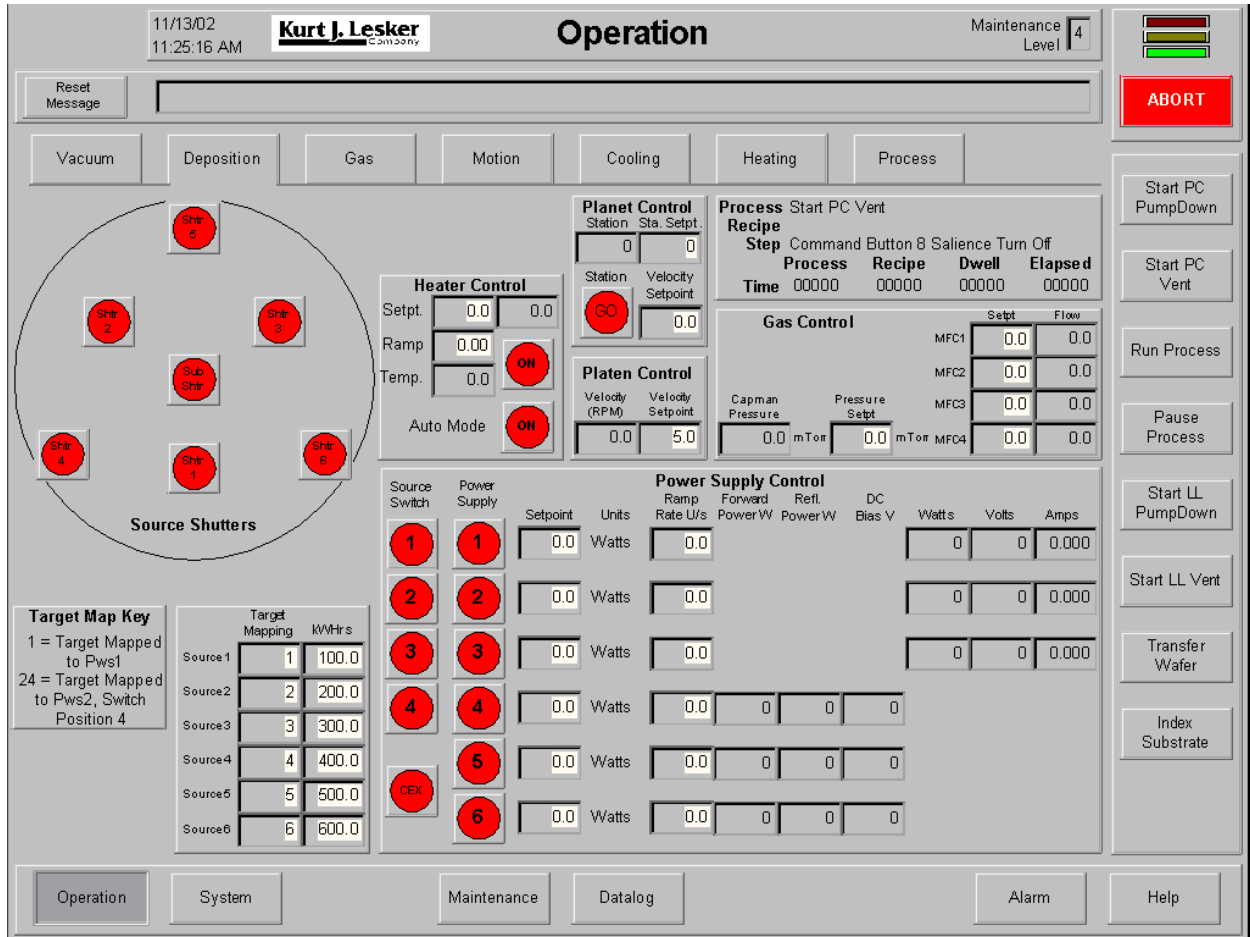 11/13/02
11:25:16 AM
Kurt J. Lesker
Company
Operation
Maintenance
Level
4
Reset
Message
ABORT
Vacuum
Deposition
Gas
Motion
Cooling
Heating
Process
Start PC
PumpDown
Start PC
Vent
Run Process
Pause
Process
Start LL
PumpDown
Start LL Vent
Transfer
Wafer
Index
Substrate
Shtr
5
Shtr
2
Shtr
3
Sub
Shtr
Shtr
4
Shtr
1
Shtr
6
Source Shutters
Heater Control
Setpt. 0.0 0.0
Ramp 0.00
ON
Temp. 0.0
Auto Mode ON
Planet Control
Station Sta. Setpt.
0 0
Station Velocity
Setpoint
GO 0.0
Platen Control
Velocity Velocity
(RPM) Setpoint
0.0 5.0
Process Start PC Vent
Recipe
Step Command Button 8 Salience Turn Off
Process Recipe Dwell Elapsed
Time 00000 00000 00000 00000
Gas Control
Setpt Flow
MFC1 0.0 0.0
MFC2 0.0 0.0
MFC3 0.0 0.0
MFC4 0.0 0.0
Capman Pressure
Pressure Setpt
0.0 mTorr 0.0 mTorr
Target Map Key
1 = Target Mapped
to Pws1
24 = Target Mapped
to Pws2, Switch
Position 4
Target
Mapping kWHrs
Source1 1 100.0
Source2 2 200.0
Source3 3 300.0
Source4 4 400.0
Source5 5 500.0
Source6 6 600.0
Power Supply Control
Source Power Ramp Forward Refl. DC
Switch Supply Setpoint Units Rate U/s Power W Power W Bias V Watts Volts Amps
1 1 0.0 Watts 0.0 0 0 0.000
2 2 0.0 Watts 0.0 0 0 0.000
3 3 0.0 Watts 0.0 0 0 0.000
4 4 0.0 Watts 0.0 0 0 0
5 0.0 Watts 0.0 0 0 0
CEX
6 0.0 Watts 0.0 0 0 0
Operation
System
Maintenance
Datalog
Alarm
Help